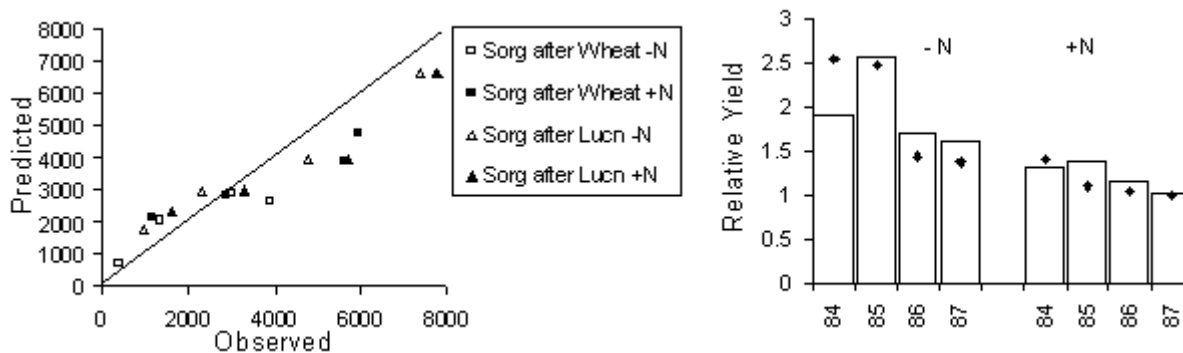 8000
7000
6000
5000
4000
3000
2000
1000
0
Predicted
0 2000 4000 6000 8000
Observed
Sorg after Wheat -N
Sorg after Wheat +N
Sorg after Lucn -N
Sorg after Lucn +N
3
2.5
2
1.5
1
0.5
0
Relative Yield
- N +N
84 85 86 87 84 85 86 87